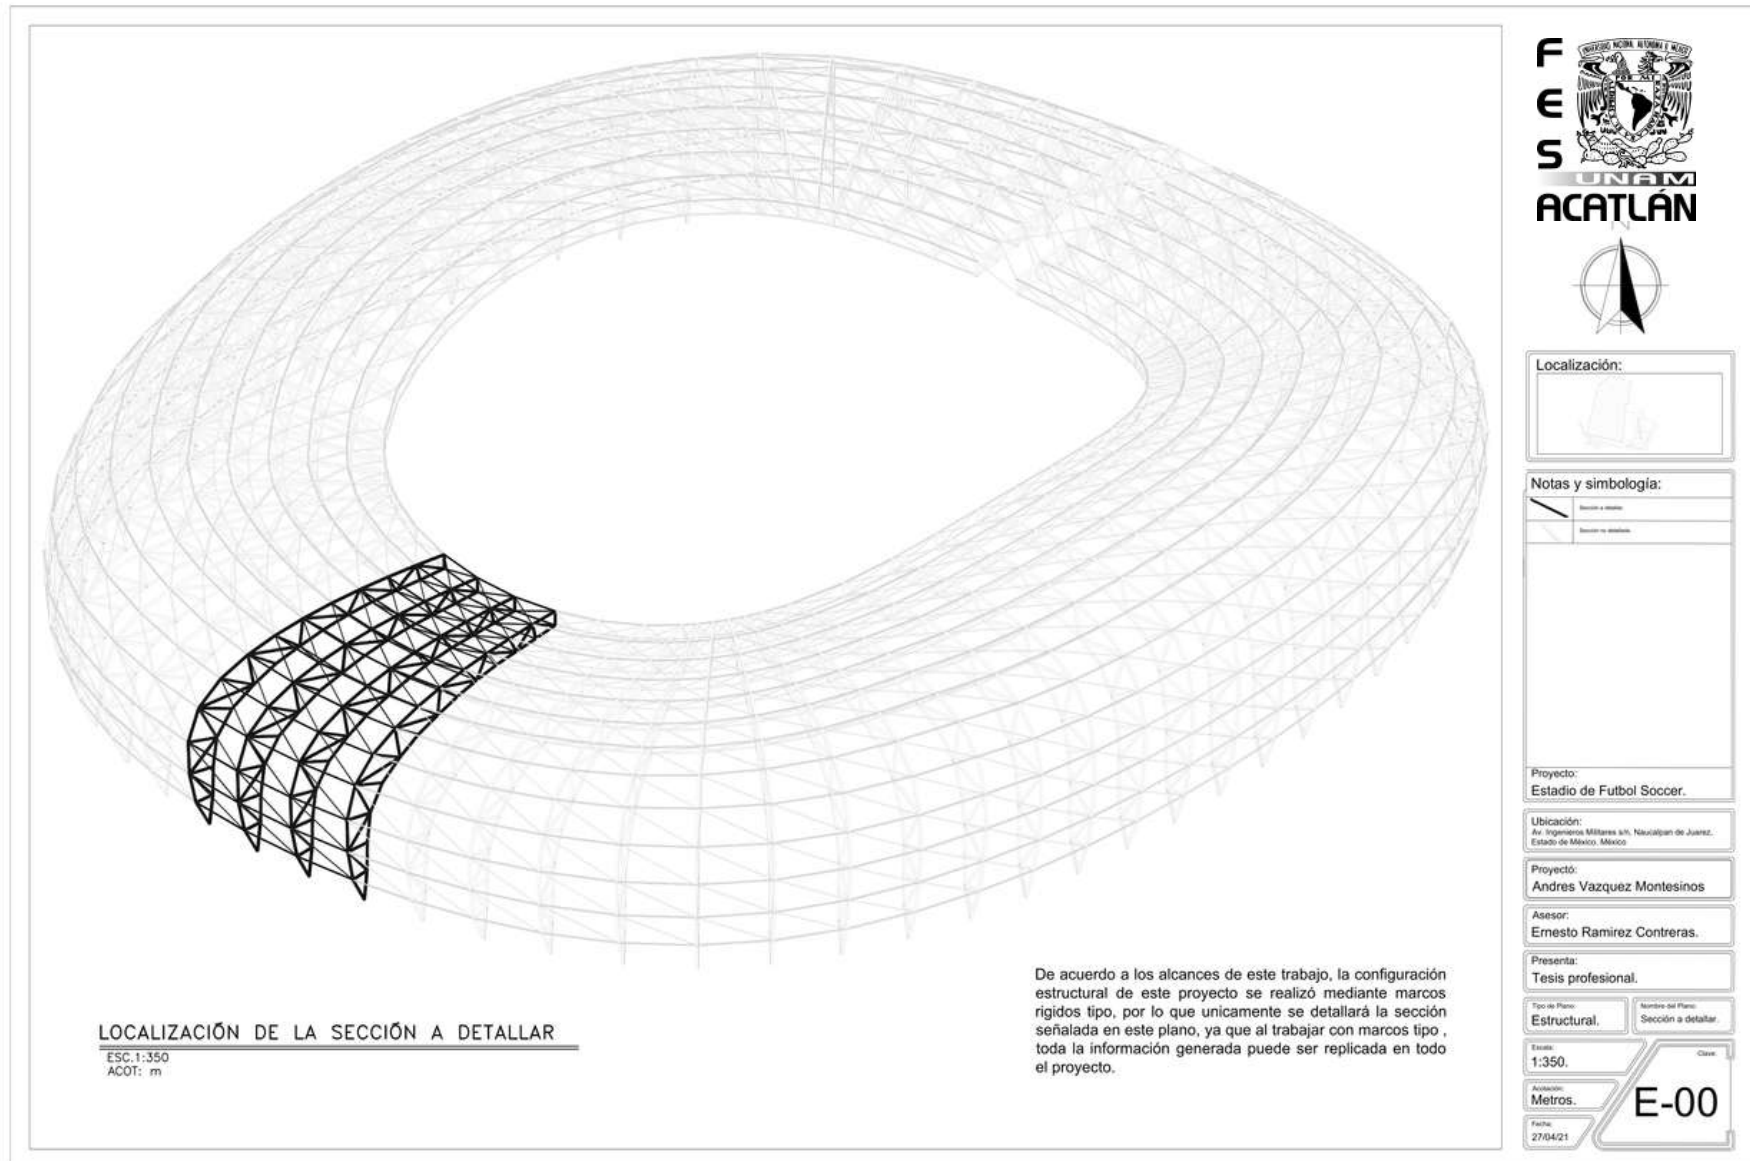 LOCALIZACIÓN DE LA SECCIÓN A DETALLAR
ESC.1:350
ACOT: m
De acuerdo a los alcances de este trabajo, la configuración
estructural de este proyecto se realizó mediante marcos
rigidos tipo, por lo que unicamente se detallará la sección
señalada en este plano, ya que al trabajar con marcos tipo ,
toda la información generada puede ser replicada en todo
el proyecto.
F
E
S
UNAM
ACATLÁN
N
Localización:
Notas y simbología:
Sección a detallar.
Sección no detallada.
Proyecto:
Estadio de Futbol Soccer.
Ubicación:
Av. Ingenieros Militares s/n, Naucalpan de Juarez,
Estado de México, México
Proyectó:
Andres Vazquez Montesinos
Asesor:
Ernesto Ramirez Contreras.
Presenta:
Tesis profesional.
Tipo de Plano:
Estructural.
Nombre del Plano:
Sección a detallar.
Escala:
1:350.
Clave:
E-00
Acotación:
Metros.
Fecha:
27/04/21